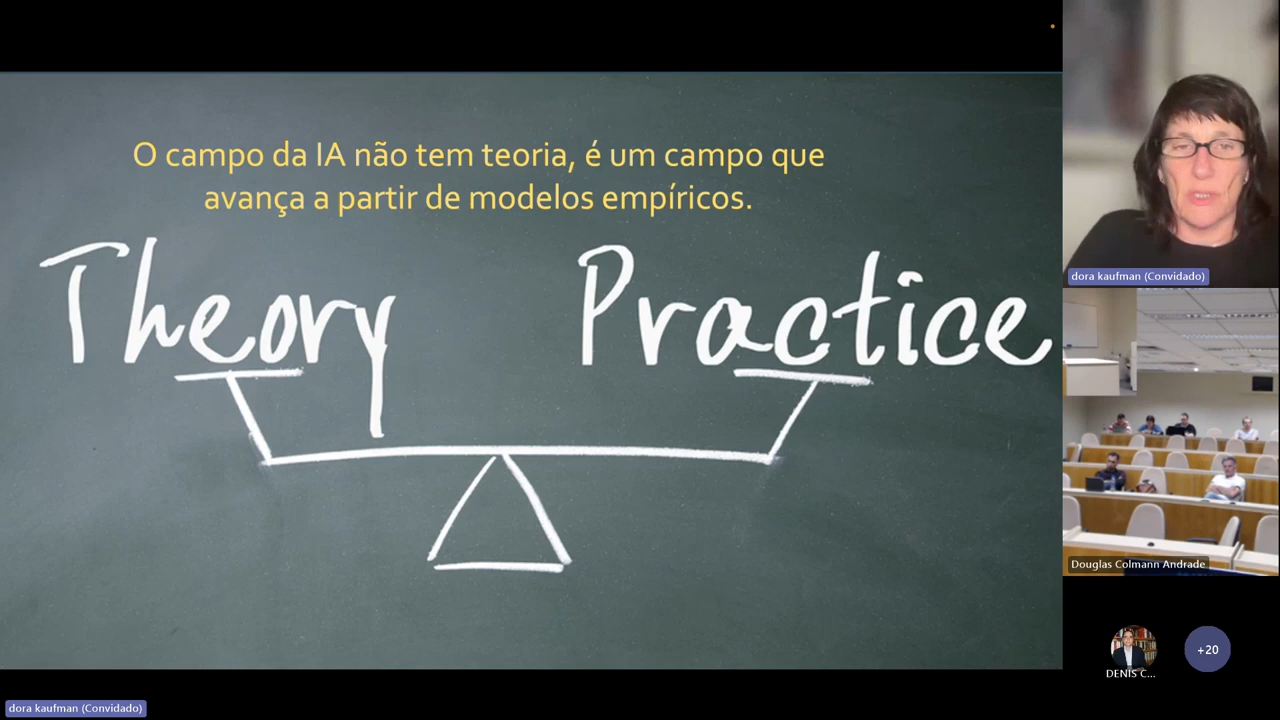 O campo da IA não tem teoria, é um campo que
avança a partir de modelos empíricos.
Theory Practice
dora kaufman (Convidado)
Douglas Colmann Andrade
DENIS C...
+20
dora kaufman (Convidado)